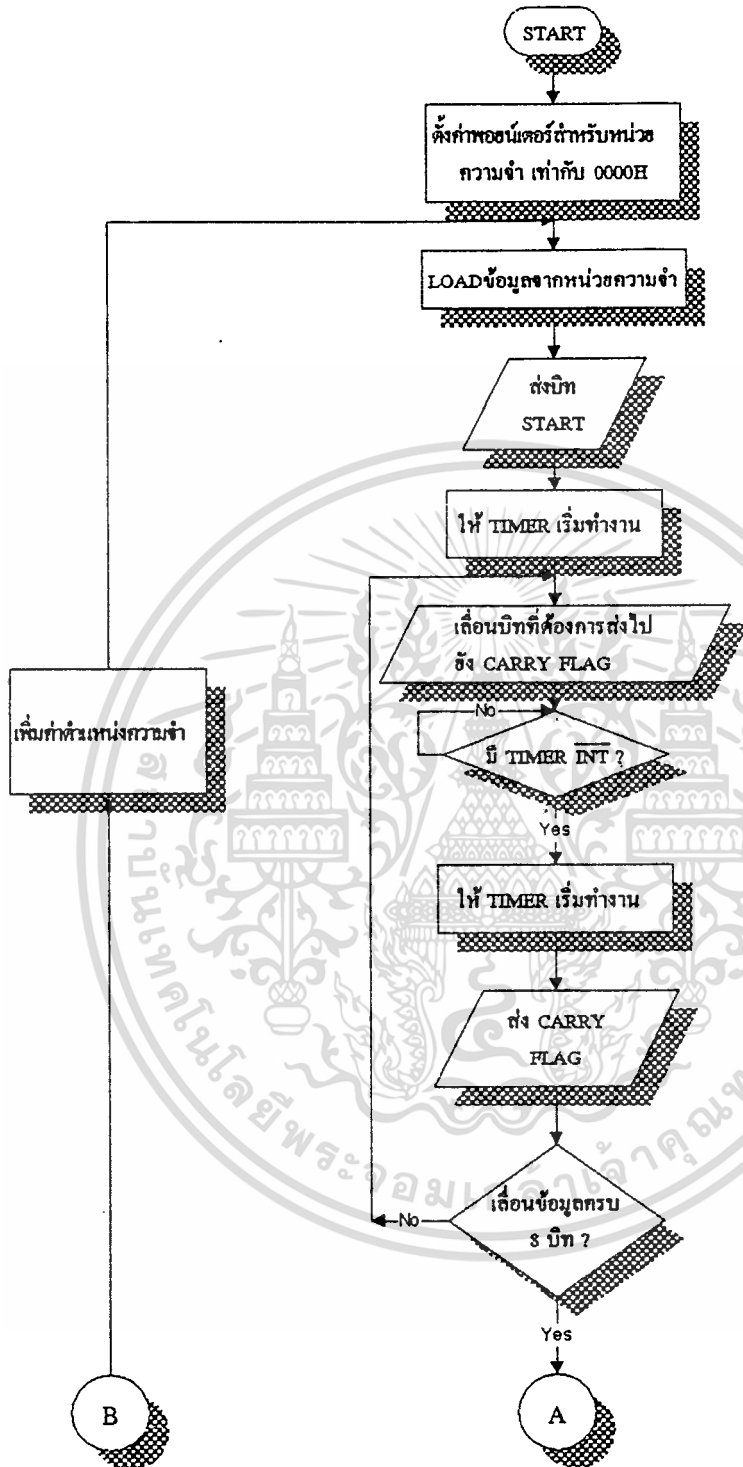 START
ตั้งค่าพอยน์เตอร์สำหรับหน่วย
ความจำ เท่ากับ 0000H
LOADข้อมูลจากหน่วยความจำ
ส่งบิท
START
ให้ TIMER เริ่มทำงาน
เลื่อนบิทที่ต้องการส่งไป
ยัง CARRY FLAG
No
มี TIMER INT ?
Yes
เพิ่มค่าตำแหน่งความจำ
ให้ TIMER เริ่มทำงาน
ส่ง CARRY
FLAG
เลื่อนข้อมูลครบ
8 บิท ?
No
Yes
B
A